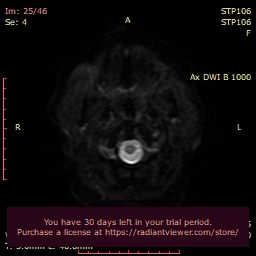 Im: 25/46
Se: 4
A
STP106
STP106
F
Ax DWI B 1000
R
L
You have 30 days left in your trial period.
Purchase a license at https://radiantviewer.com/store/